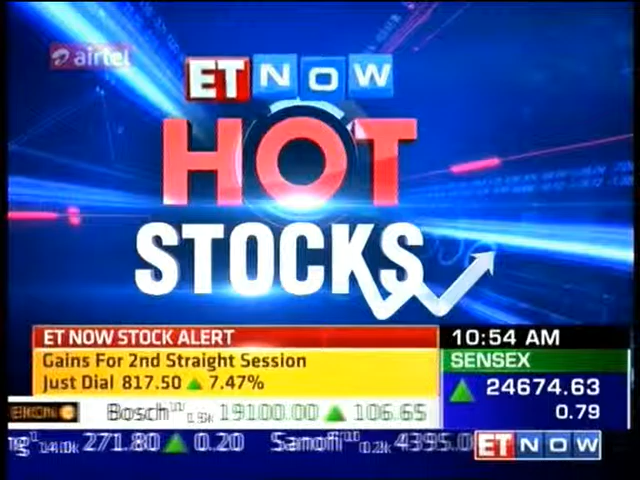 airtel
ET NOW
HOT
STOCKS
ET NOW STOCK ALERT
Gains For 2nd Straight Session
Just Dial 817.50 ▲ 7.47%
10:54 AM
SENSEX
▲ 24674.63
0.79
Bosch 19100.00 ▲ 106.65
271.80 ▲ 0.20 Sanofi 4395.0
ET NOW